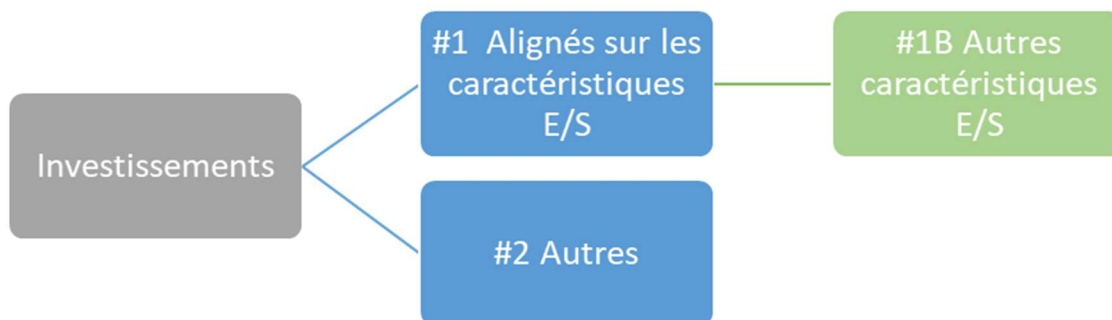 #1 Alignés sur les
caractéristiques
E/S
#1B Autres
caractéristiques
E/S
Investissements
#2 Autres